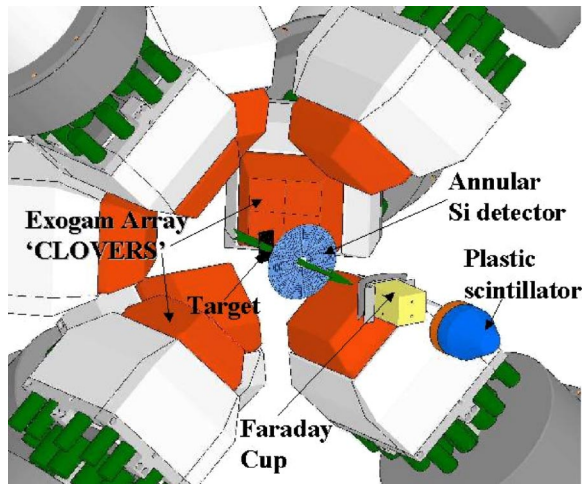 Annular
Si detector
Exogam Array
'CLOVERS'
Plastic
scintillator
Target
Faraday
Cup